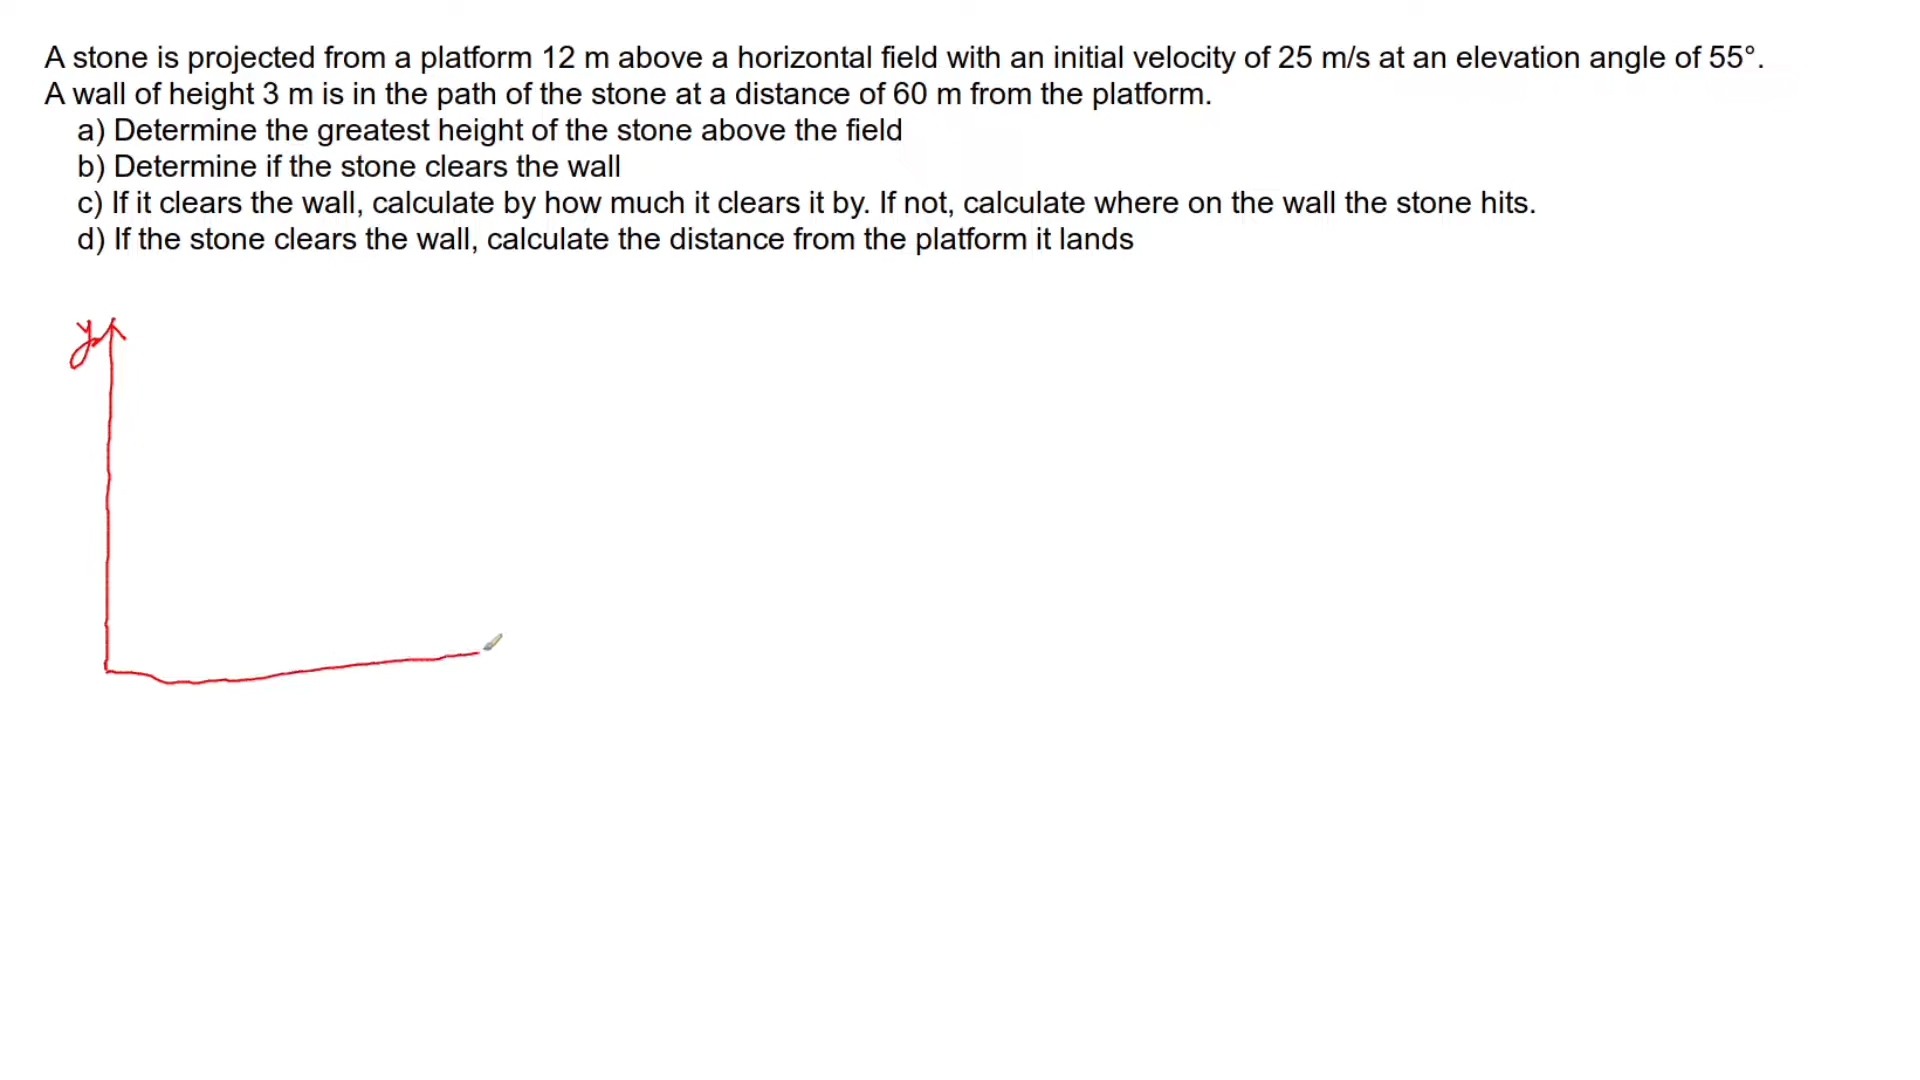 A stone is projected from a platform 12 m above a horizontal field with an initial velocity of 25 m/s at an elevation angle of 55°.
A wall of height 3 m is in the path of the stone at a distance of 60 m from the platform.
a) Determine the greatest height of the stone above the field
b) Determine if the stone clears the wall
c) If it clears the wall, calculate by how much it clears it by. If not, calculate where on the wall the stone hits.
d) If the stone clears the wall, calculate the distance from the platform it lands
y